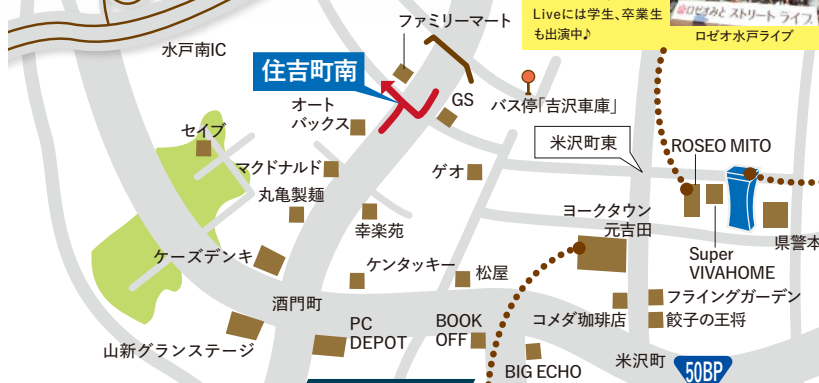 Liveには学生、卒業生
も出演中♪
ロゼオみと ストリート ライブ
ロゼオ水戸ライブ
ファミリーマート
水戸南IC
住吉町南
オート
バックス
GS
バス停「吉沢車庫」
セイブ
米沢町東
ROSEO MITO
マクドナルド
ゲオ
丸亀製麺
幸楽苑
ヨークタウン
元吉田
県警本
Super
VIVAHOME
ケーズデンキ
ケンタッキー
松屋
フライングガーデン
酒門町
コメダ珈琲店
餃子の王将
PC
DEPOT
BOOK
OFF
山新グランステージ
BIG ECHO
米沢町
50BP